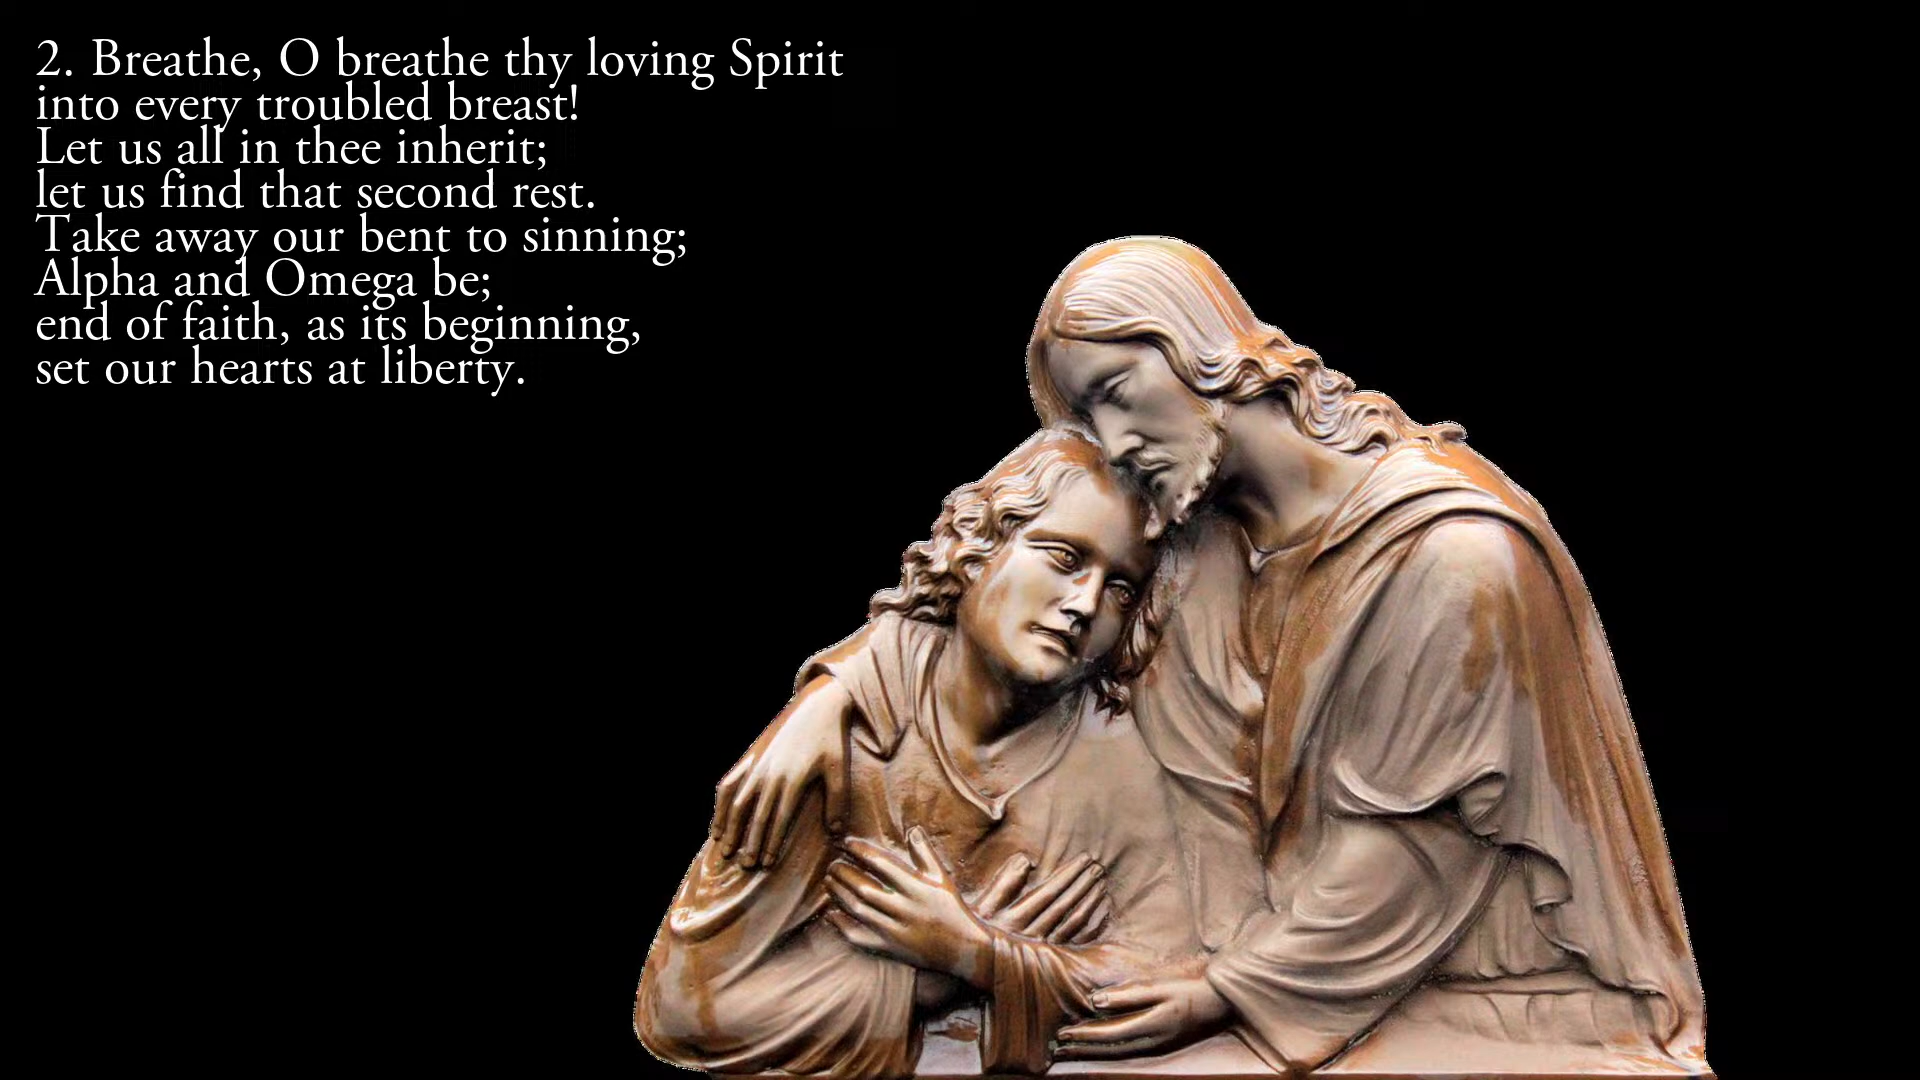 2. Breathe, O breathe thy loving Spirit
into every troubled breast!
Let us all in thee inherit;
let us find that second rest.
Take away our bent to sinning;
Alpha and Omega be;
end of faith, as its beginning,
set our hearts at liberty.